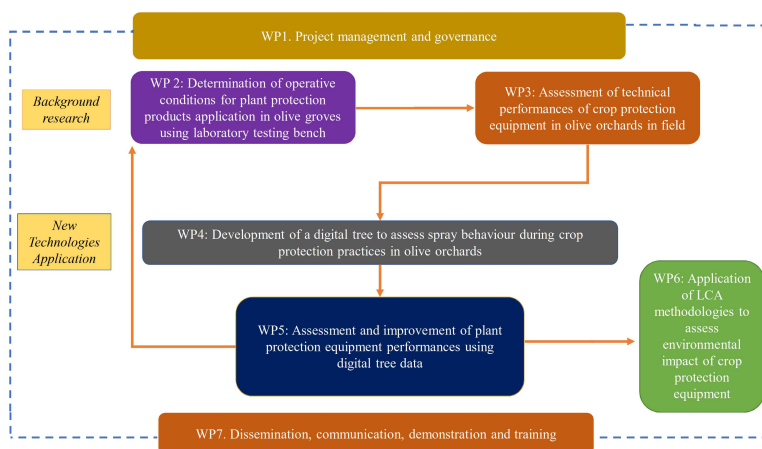 WP1. Project management and governance
Background
research
WP 2: Determination of operative
conditions for plant protection
products application in olive groves
using laboratory testing bench
WP3: Assessment of technical
performances of crop protection
equipment in olive orchards in field
New
Technologies
Application
WP4: Development of a digital tree to assess spray behaviour during crop
protection practices in olive orchards
WP5: Assessment and improvement of plant
protection equipment performances using
digital tree data
WP6: Application
of LCA
methodologies to
assess
environmental
impact of crop
protection
equipment
WP7. Dissemination, communication, demonstration and training